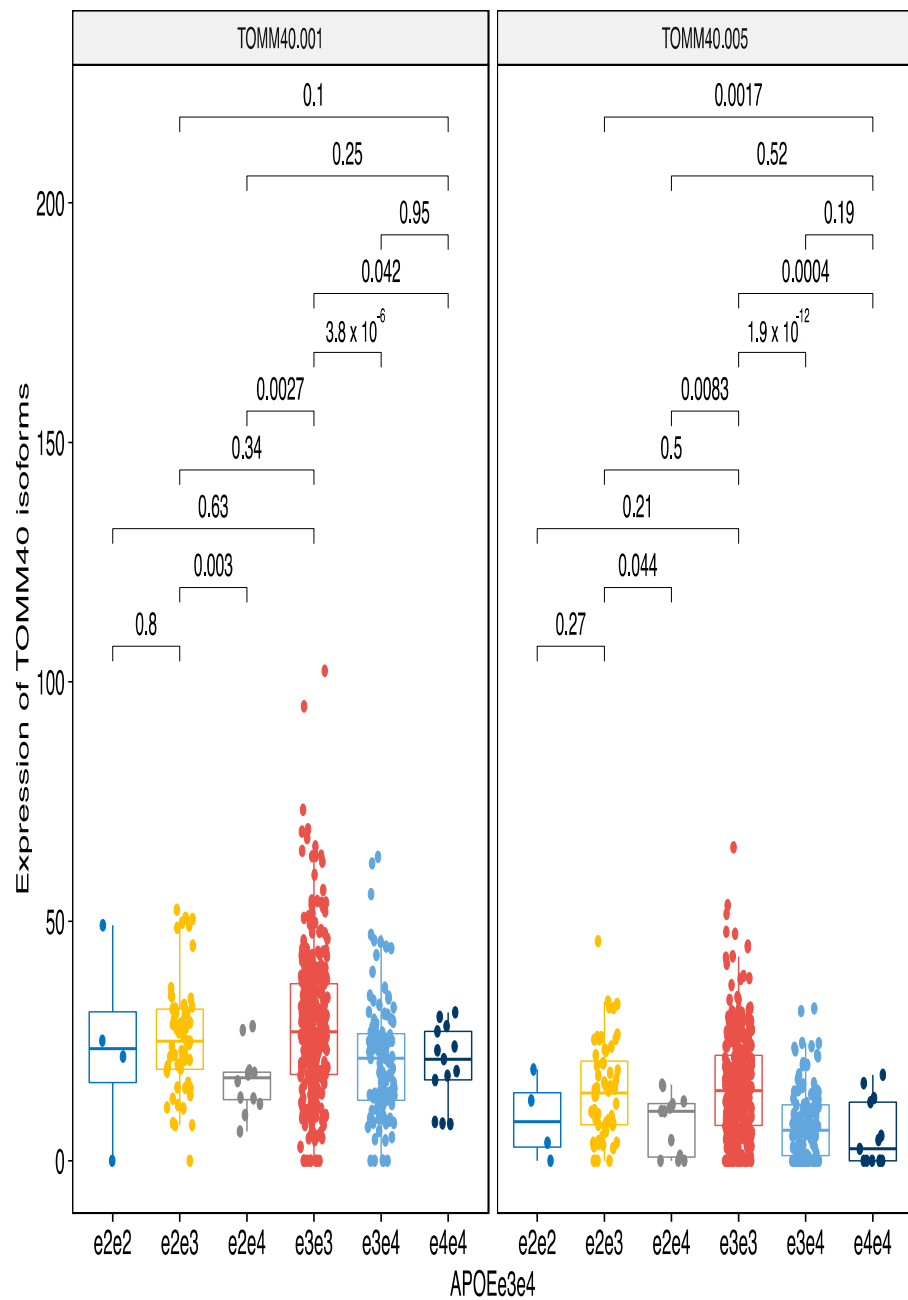 TOMM40.001 TOMM40.005
0.1 0.0017
0.25 0.52
0.95 0.19
0.042 0.0004
3.8 x 10^-6 1.9 x 10^-12
0.0027 0.0083
0.34 0.5
0.63 0.21
0.003 0.044
0.8 0.27
Expression of TOMM40 isoforms
200
150
100
50
0
e2e2 e2e3 e2e4 e3e3 e3e4 e4e4 e2e2 e2e3 e2e4 e3e3 e3e4 e4e4
APOEe3e4